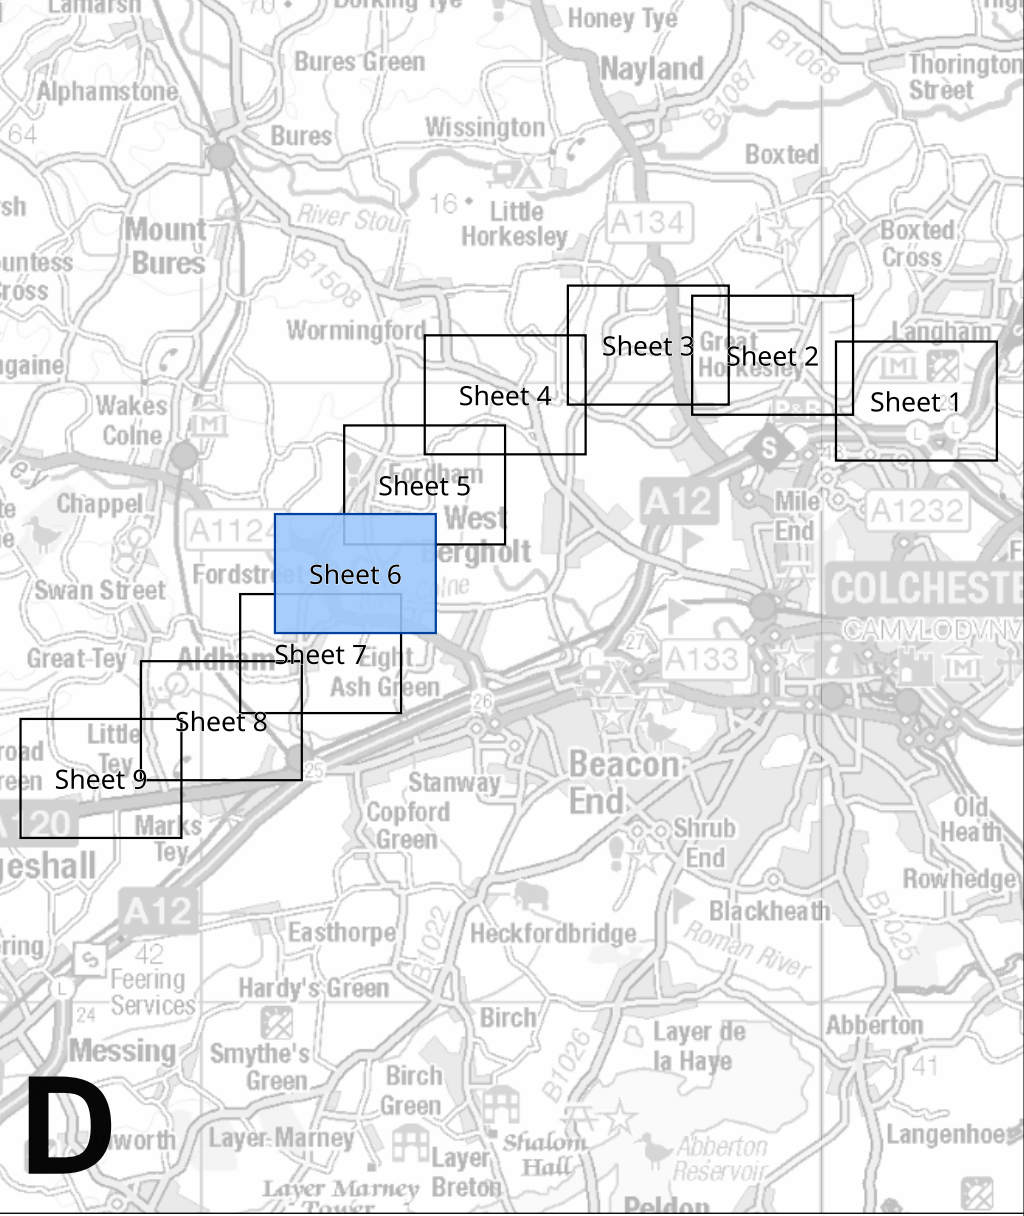 Lamarsh
70
Dorking Tye
Honey Tye
B1068
Bures Green
Nayland
Thorington
Street
Alphamstone
B1087
64
Bures
Wissington
Boxted
16
Little
Horkesley
River Stour
A134
Mount
Bures
Boxted
Cross
B1508
Wormingford
Sheet 3
Great
Horkesley
Sheet 2
Langham
Sheet 4
Sheet 1
Wakes
Colne
Fordham
Sheet 5
Chappel
A1124
West
Bergholt
A12
S
L
L
Mile
End
A1232
Swan Street
Sheet 6
COLCHESTE
CAMVLODVNV
Great-Tey
Aldham
Sheet 7
Eight
Ash Green
27
A133
26
Sheet 8
Little
Tey
25
Sheet 9
Stanway
Beacon
End
Copford
Green
Marks
Tey
Shrub
End
Old
Heath
Rowhedge
A12
Blackheath
B1025
Easthorpe
B1022
Heckfordbridge
Roman River
S
42
Feering
Services
L
24
Hardy's Green
Birch
B1026
Layer de
la Haye
Abberton
Messing
Smythe's
Green
Birch
Green
41
D
Layer-Marney
Layer
Breton
Shalom
Hall
Abberton
Reservoir
Langenhoe
Layer Marney
Tower
Peldon